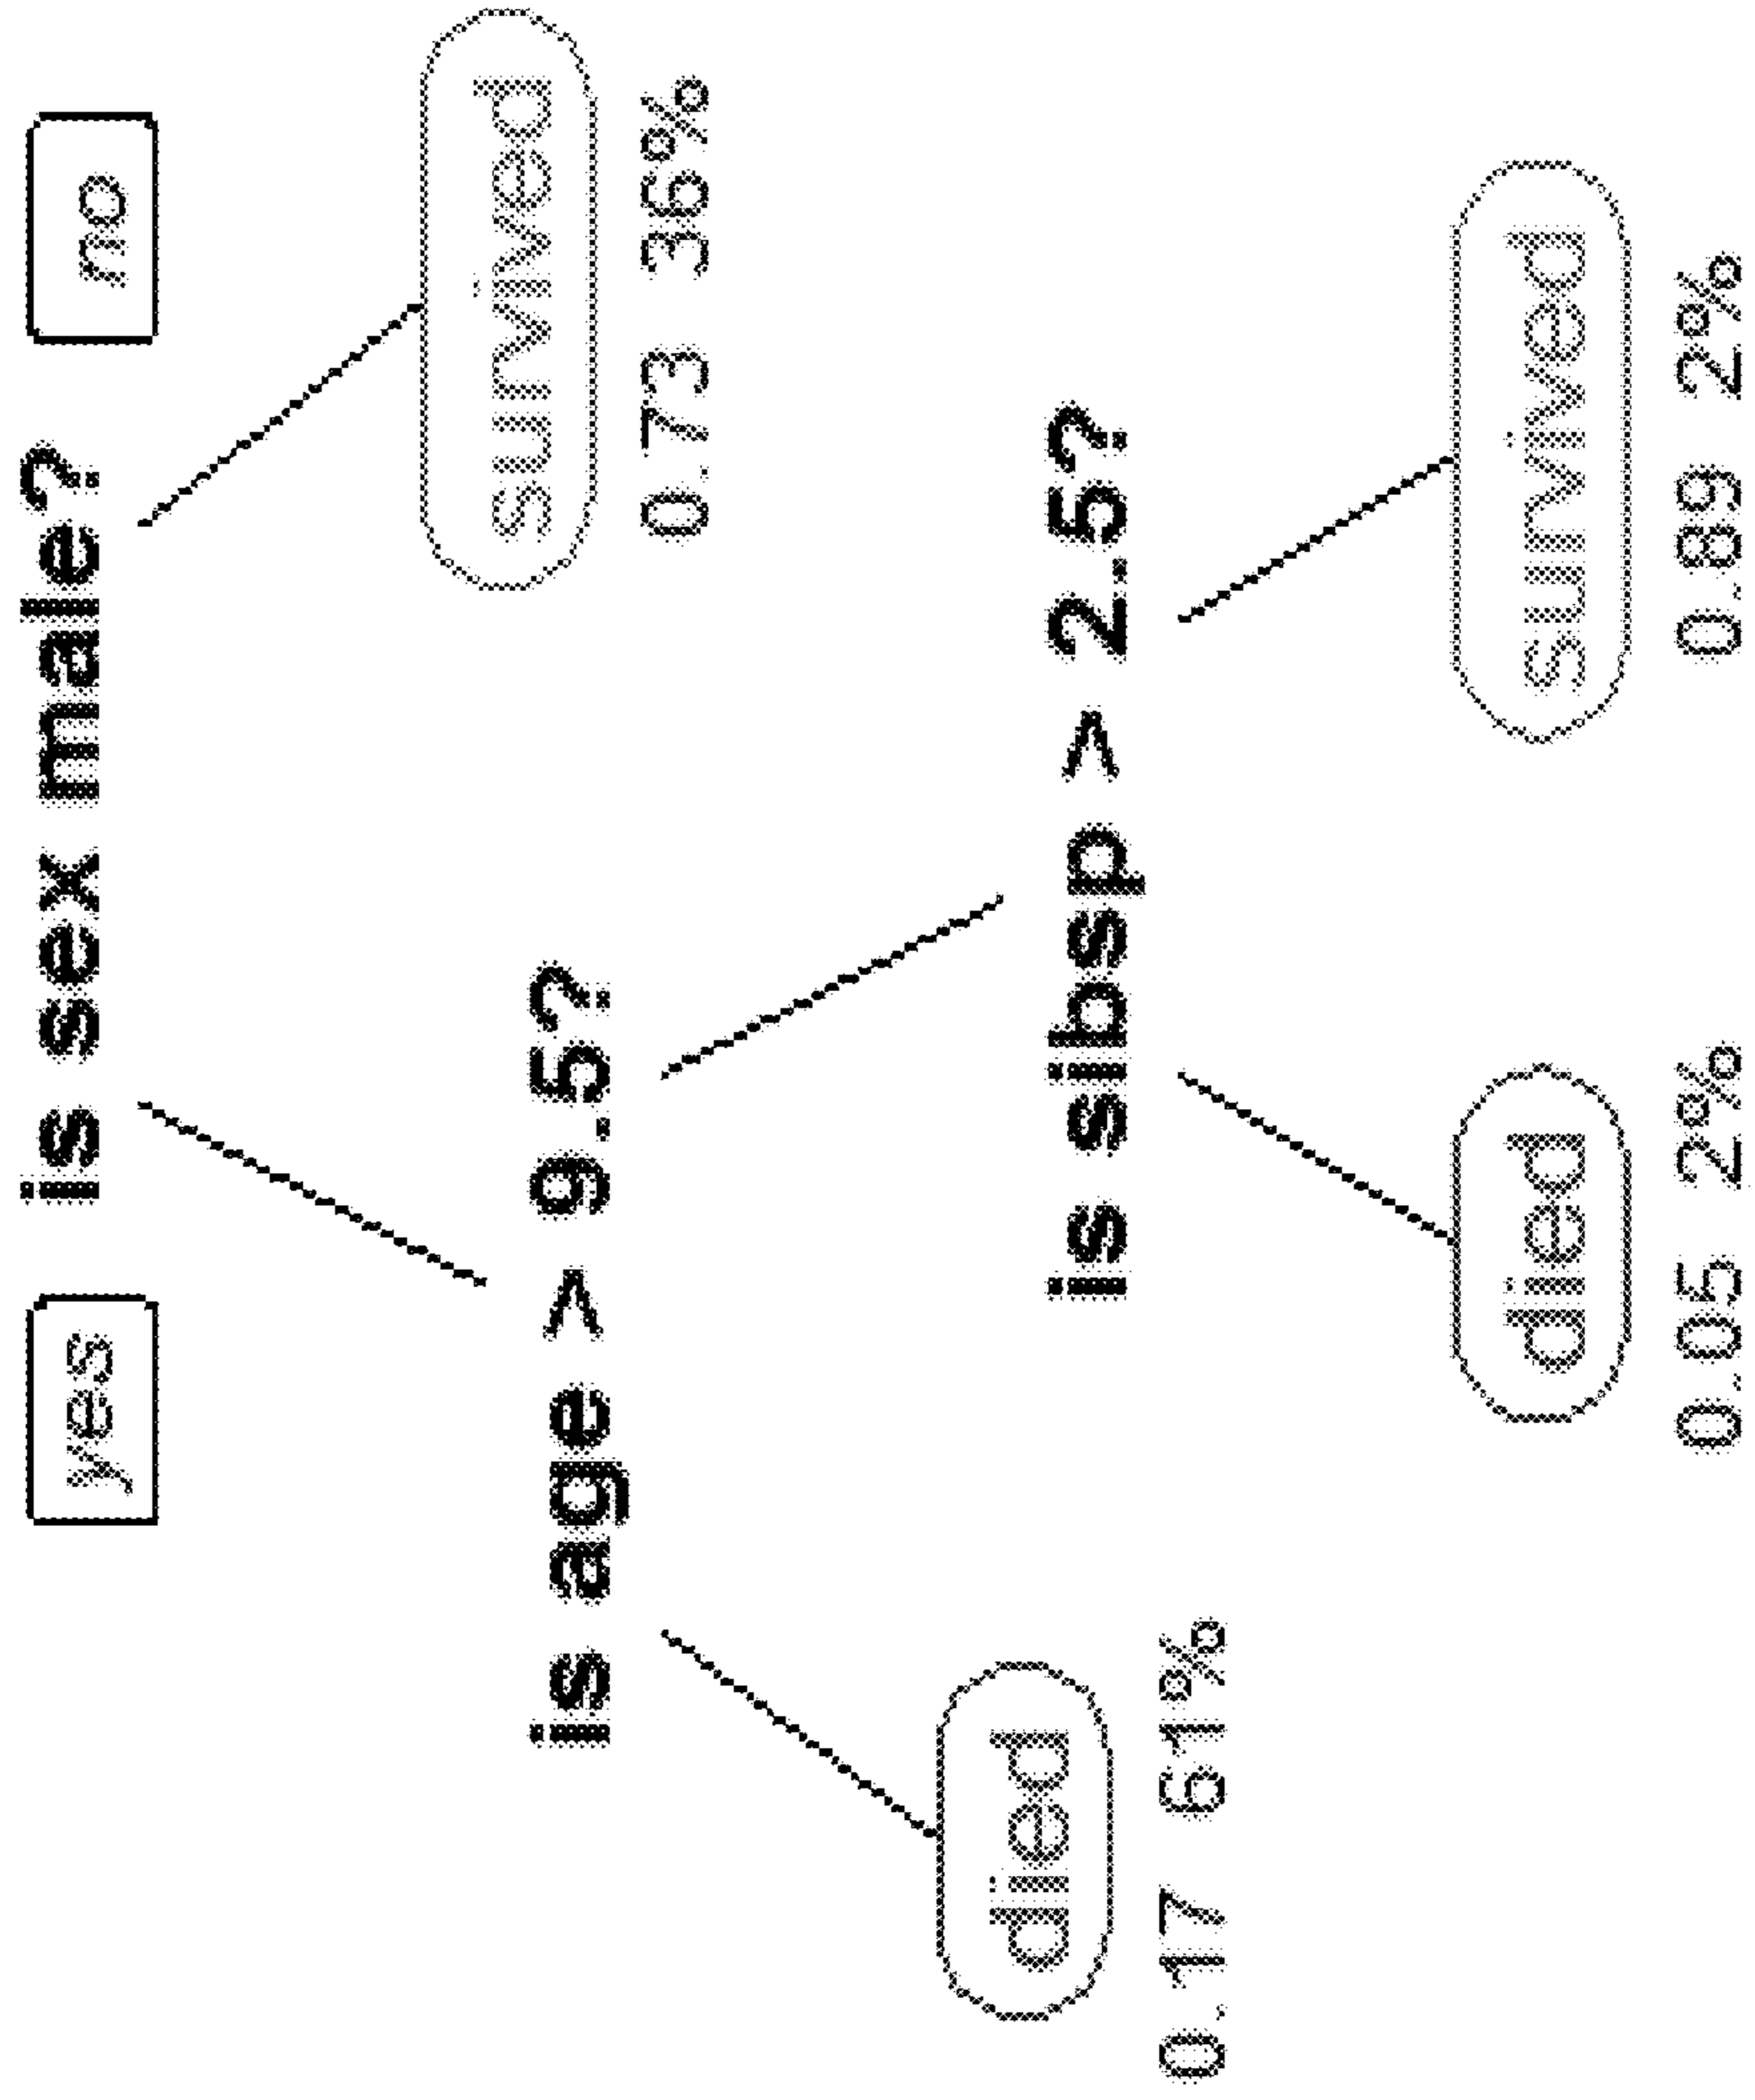 yes is sex male? no
survived
0.73 36%
is age > 9.5?
died
0.17 61%
is sibsp > 2.5?
died
0.05 2%
survived
0.89 2%